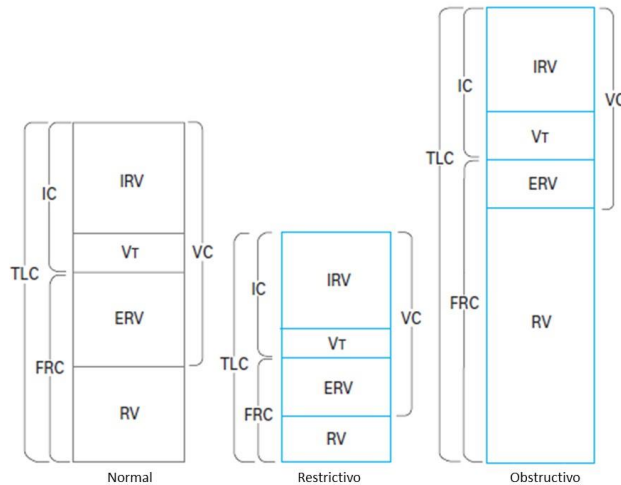 IRV
IC
VC
VT
TLC
ERV
FRC
RV
Normal
IRV
IC
VC
VT
TLC
ERV
FRC
RV
Restrictivo
IRV
IC
VC
VT
TLC
ERV
FRC
RV
Obstructivo